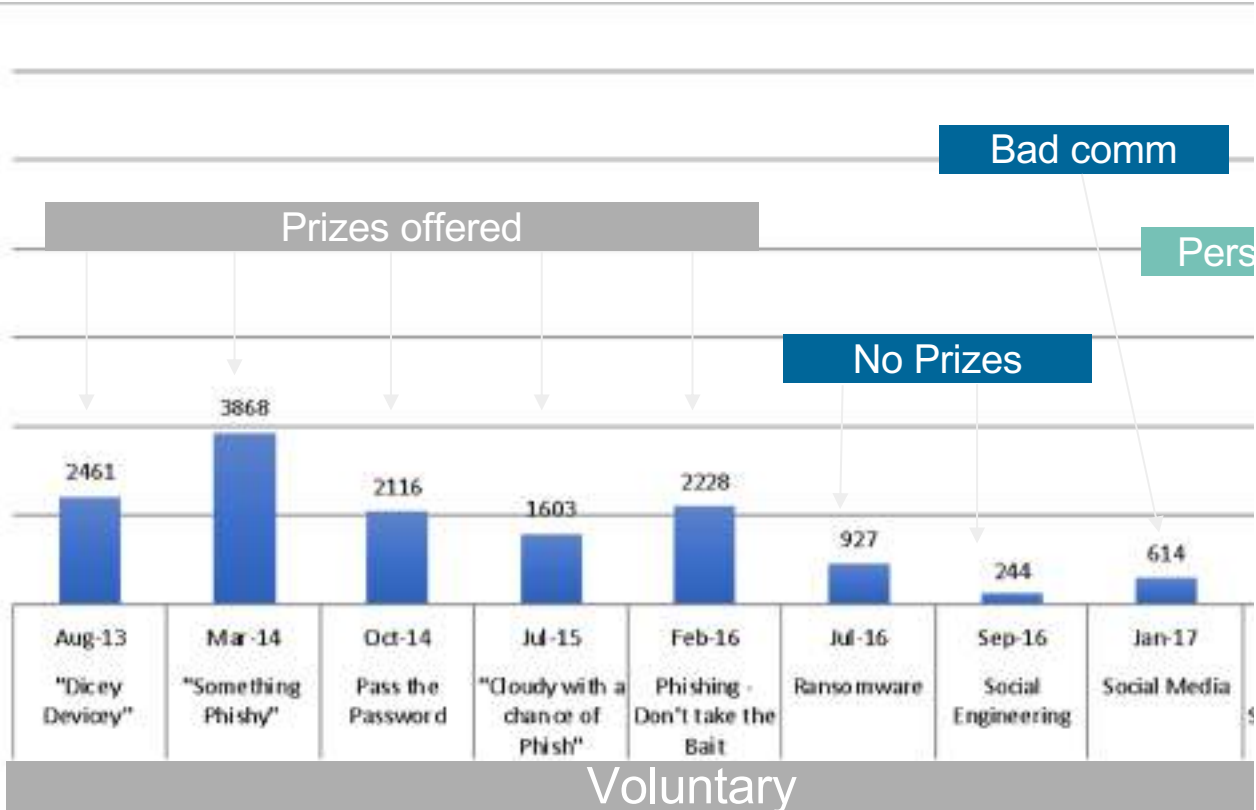 Bad comm
Prizes offered
Pers
No Prizes
3868
2461
2116
1603
2228
927
244
614
Aug-13
Mar-14
Oct-14
Jul-15
Feb-16
Jul-16
Sep-16
Jan-17
"Dicey
Devicey"
"Something
Phishy"
Pass the
Password
"Cloudy with a
chance of
Phish"
Phishing -
Don't take the
Bait
Ransomware
Social
Engineering
Social Media
S
Voluntary